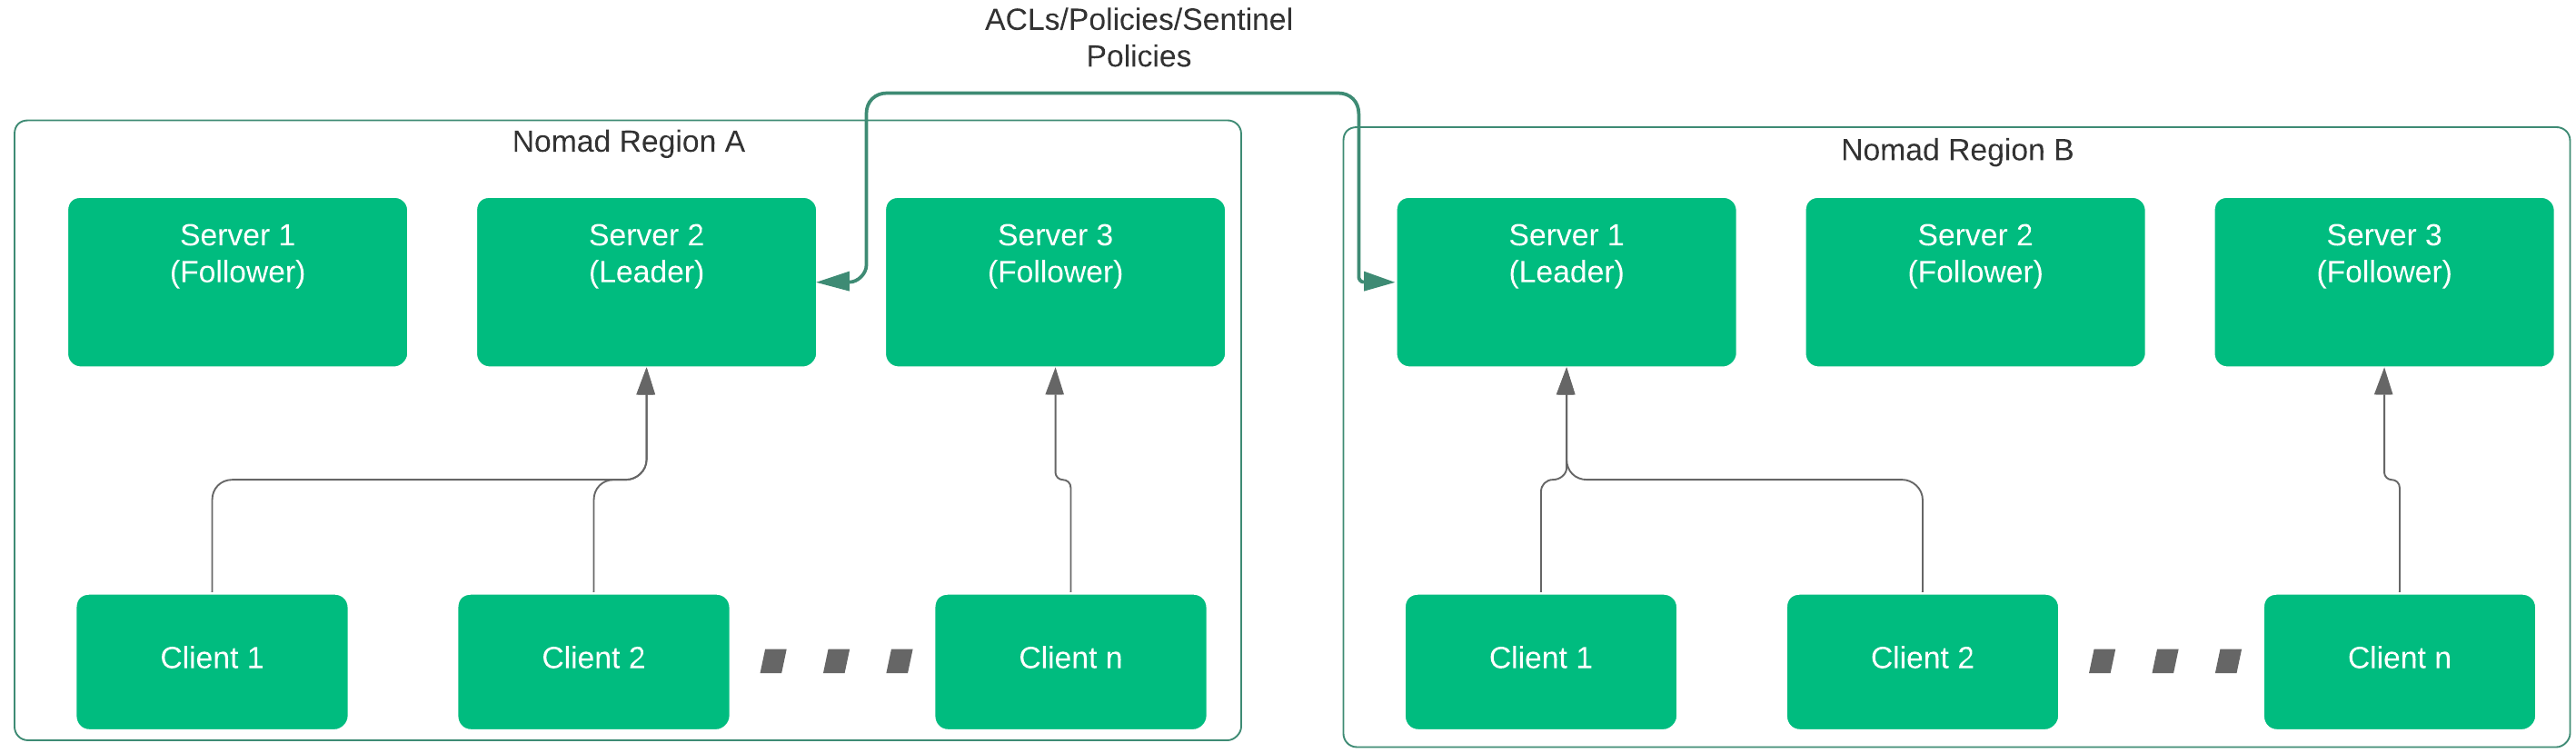 ACLs/Policies/Sentinel
Policies
Nomad Region A
Server 1
(Follower)
Server 2
(Leader)
Server 3
(Follower)
Client 1
Client 2
Client n
Nomad Region B
Server 1
(Leader)
Server 2
(Follower)
Server 3
(Follower)
Client 1
Client 2
Client n